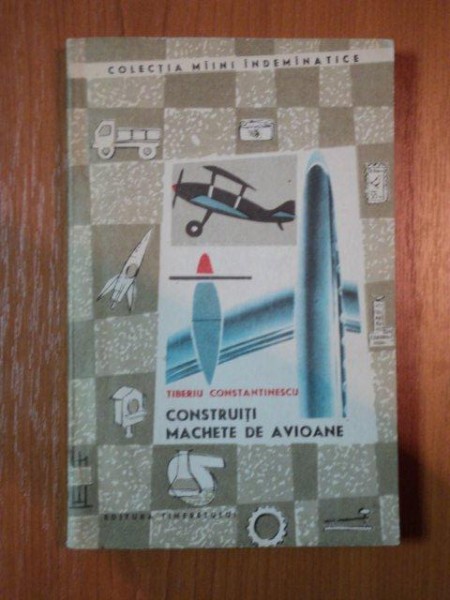 COLECȚIA MÎINI ÎNDEMÎNATICE
TIBERIU CONSTANTINESCU
CONSTRUIȚI
MACHETE DE AVIOANE
EDITURA TINERETULUI